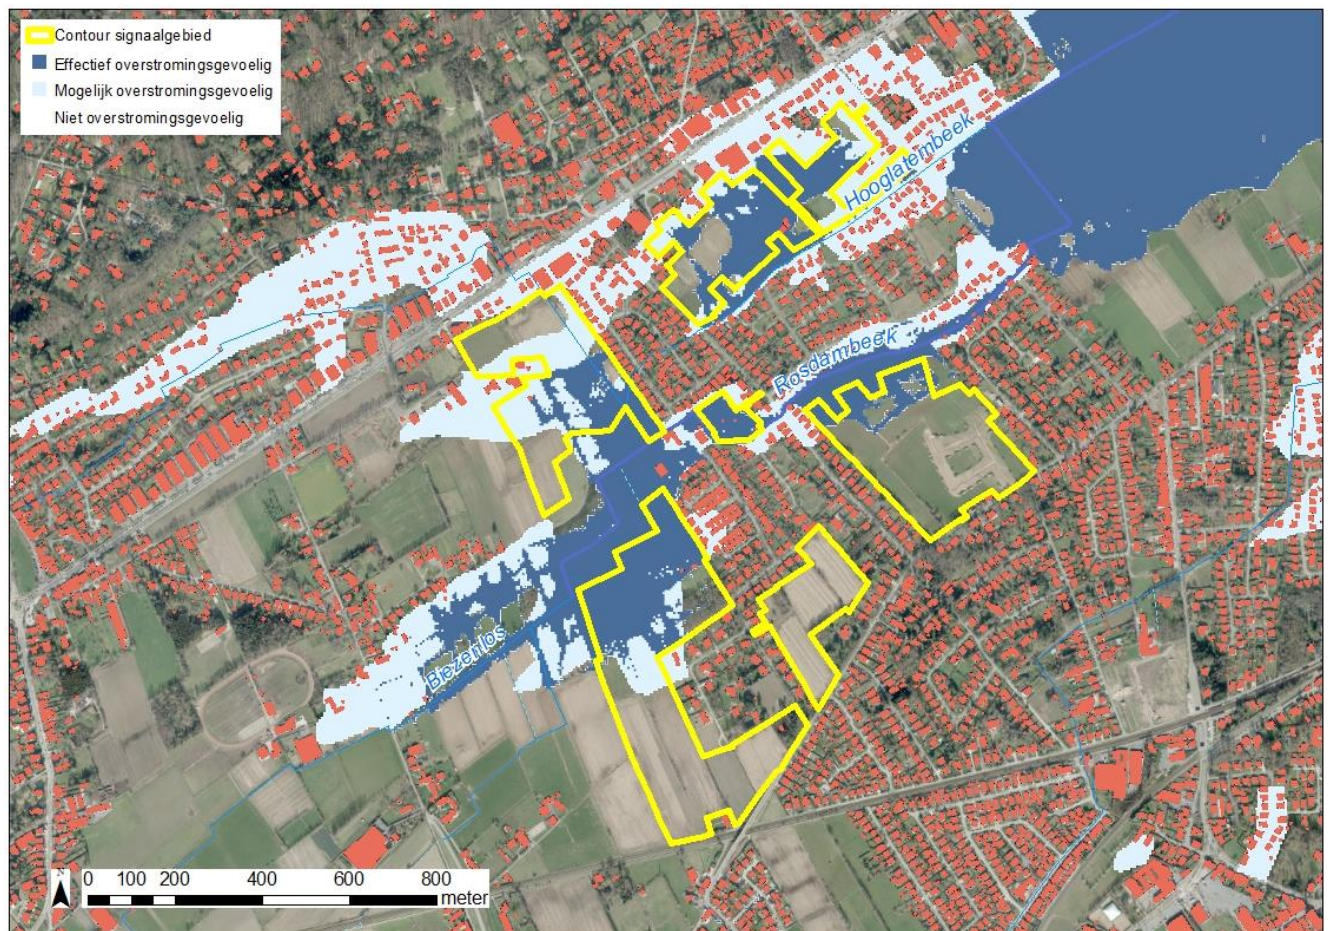 Contour signaalgebied
Effectief overstromingsgevoelig
Mogelijk overstromingsgevoelig
Niet overstromingsgevoelig
Hooglatembeek
Rosdambeek
Biezenlos
N
0 100 200 400 600 800
meter